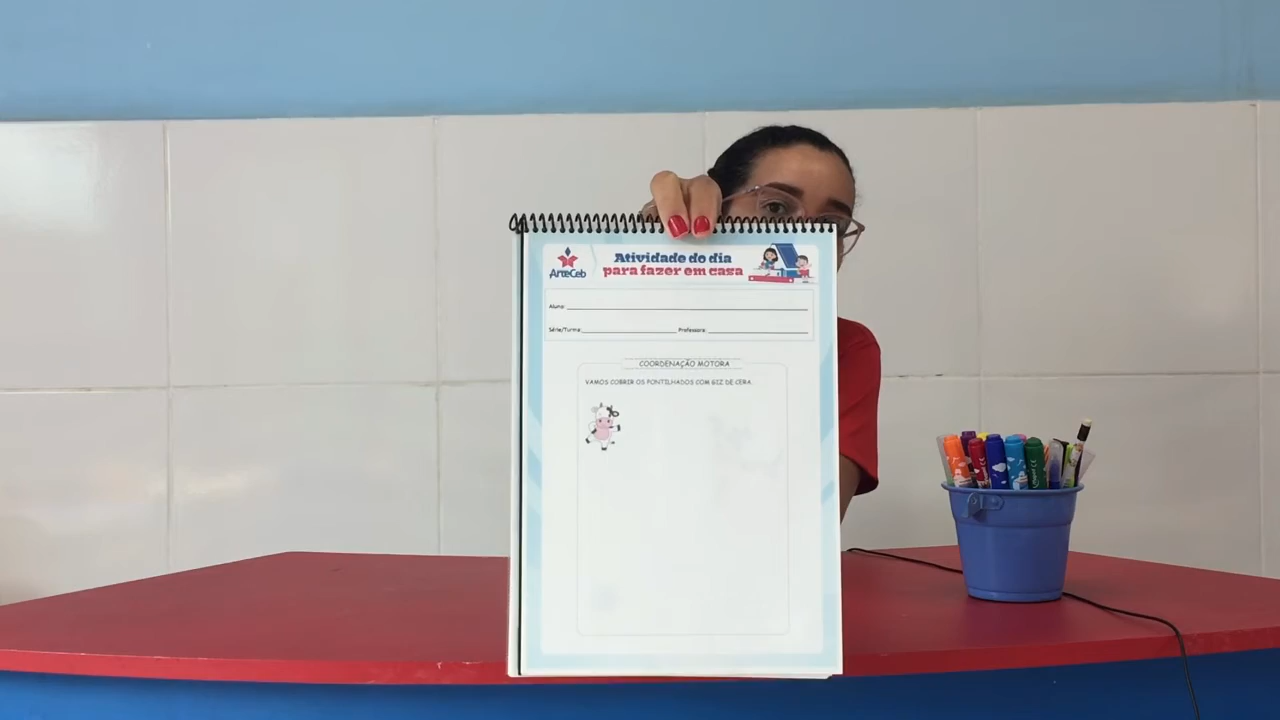 ArteCeb
Atividade do dia
para fazer em casa
Aluno:
Série/Turma: Professora:
COORDENAÇÃO MOTORA
VAMOS COBRIR OS PONTILHADOS COM GIZ DE CERA.